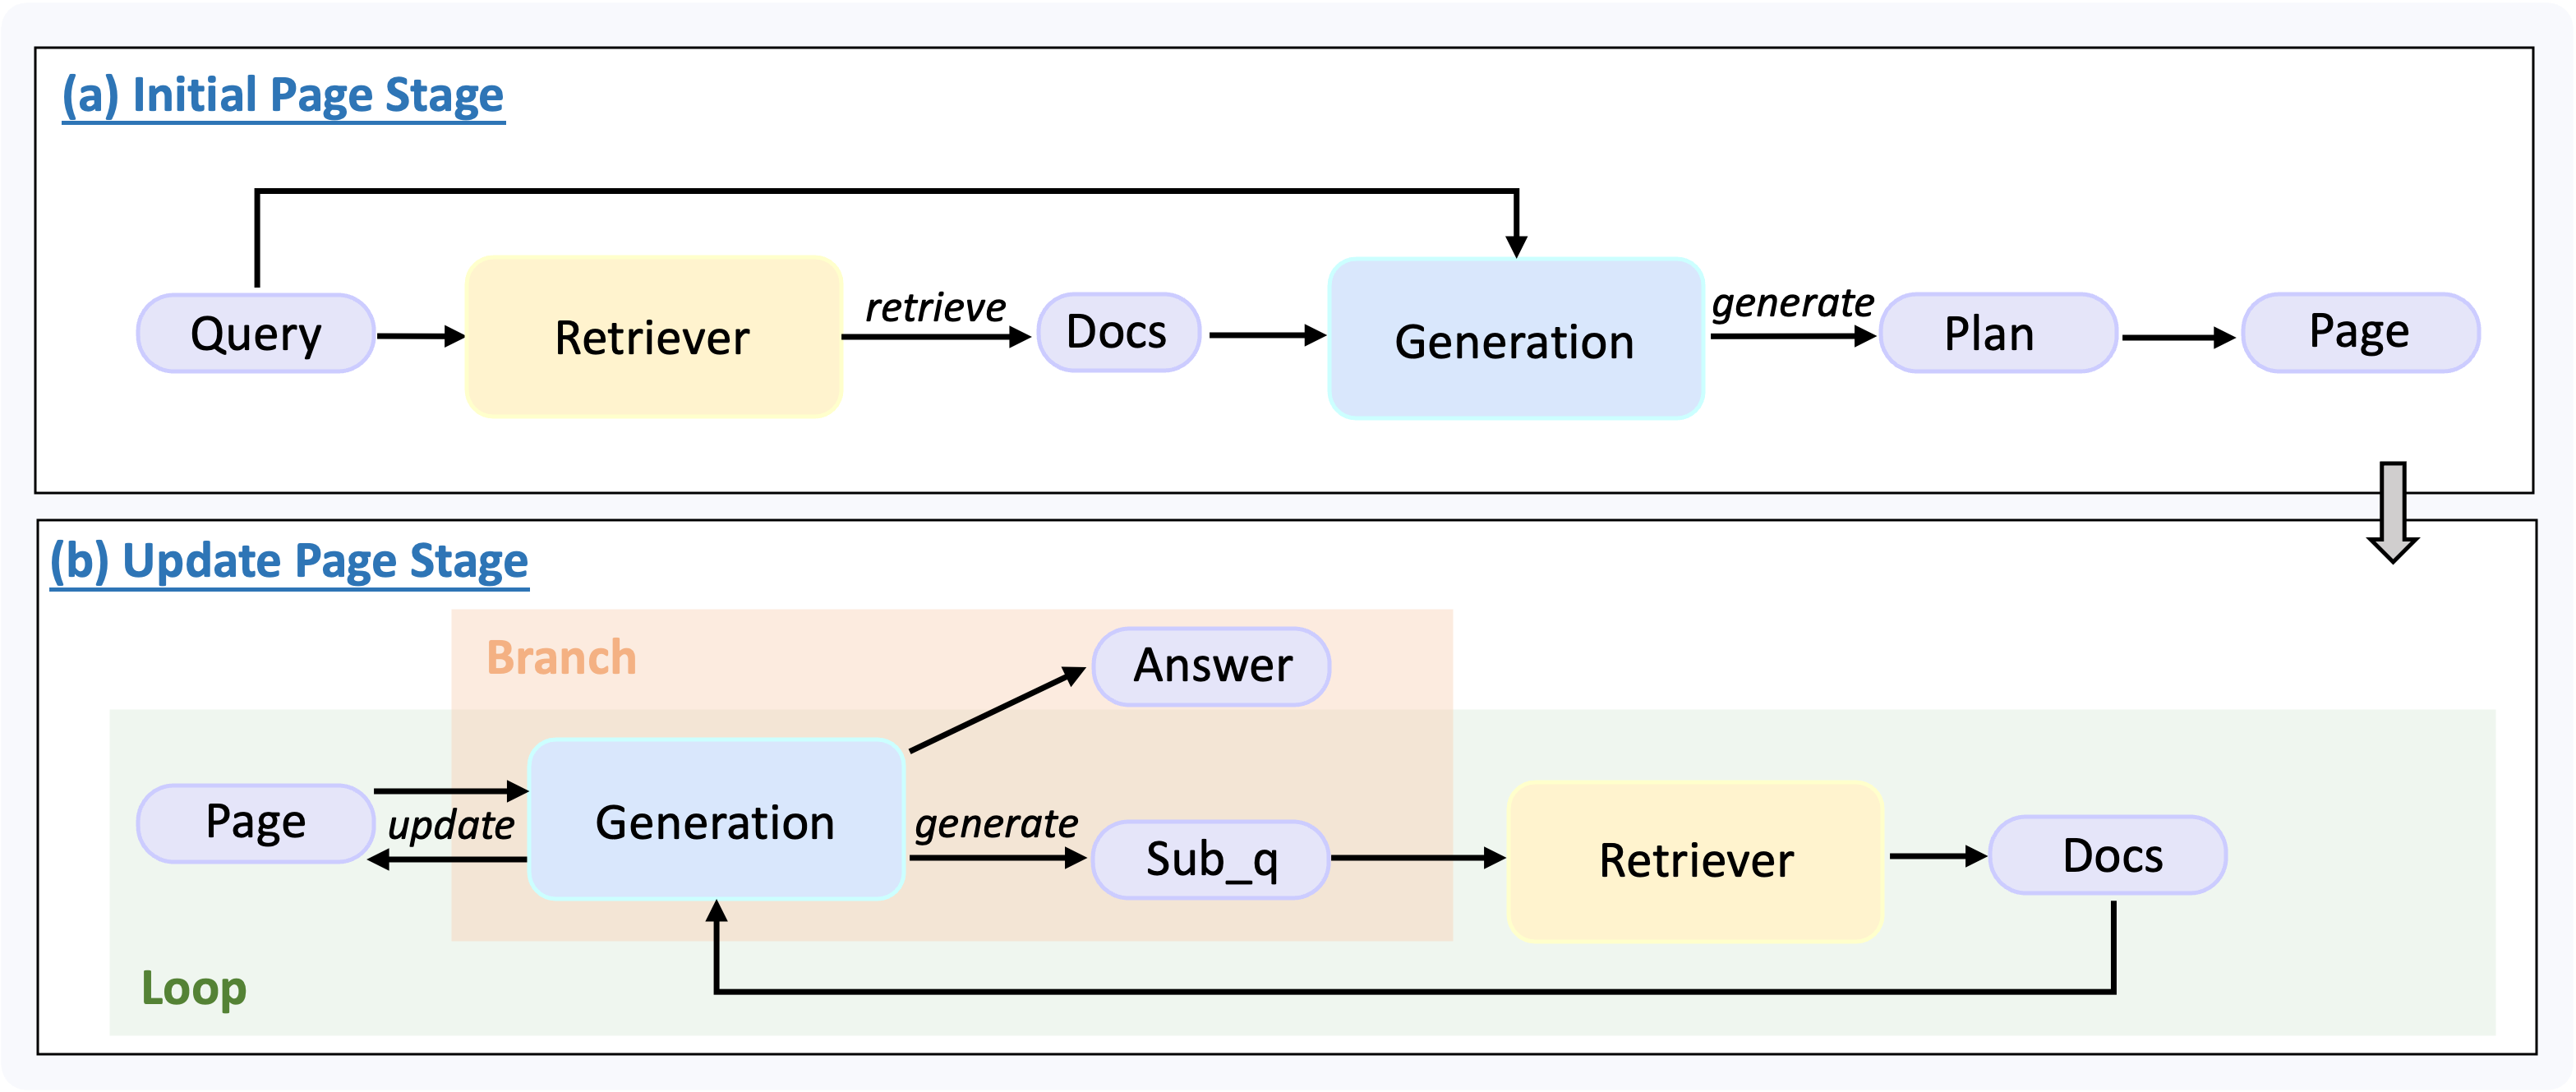 (a) Initial Page Stage
Query
Retriever
retrieve
Docs
Generation
generate
Plan
Page
(b) Update Page Stage
Branch
Answer
Page
update
Generation
generate
Sub_q
Retriever
Docs
Loop